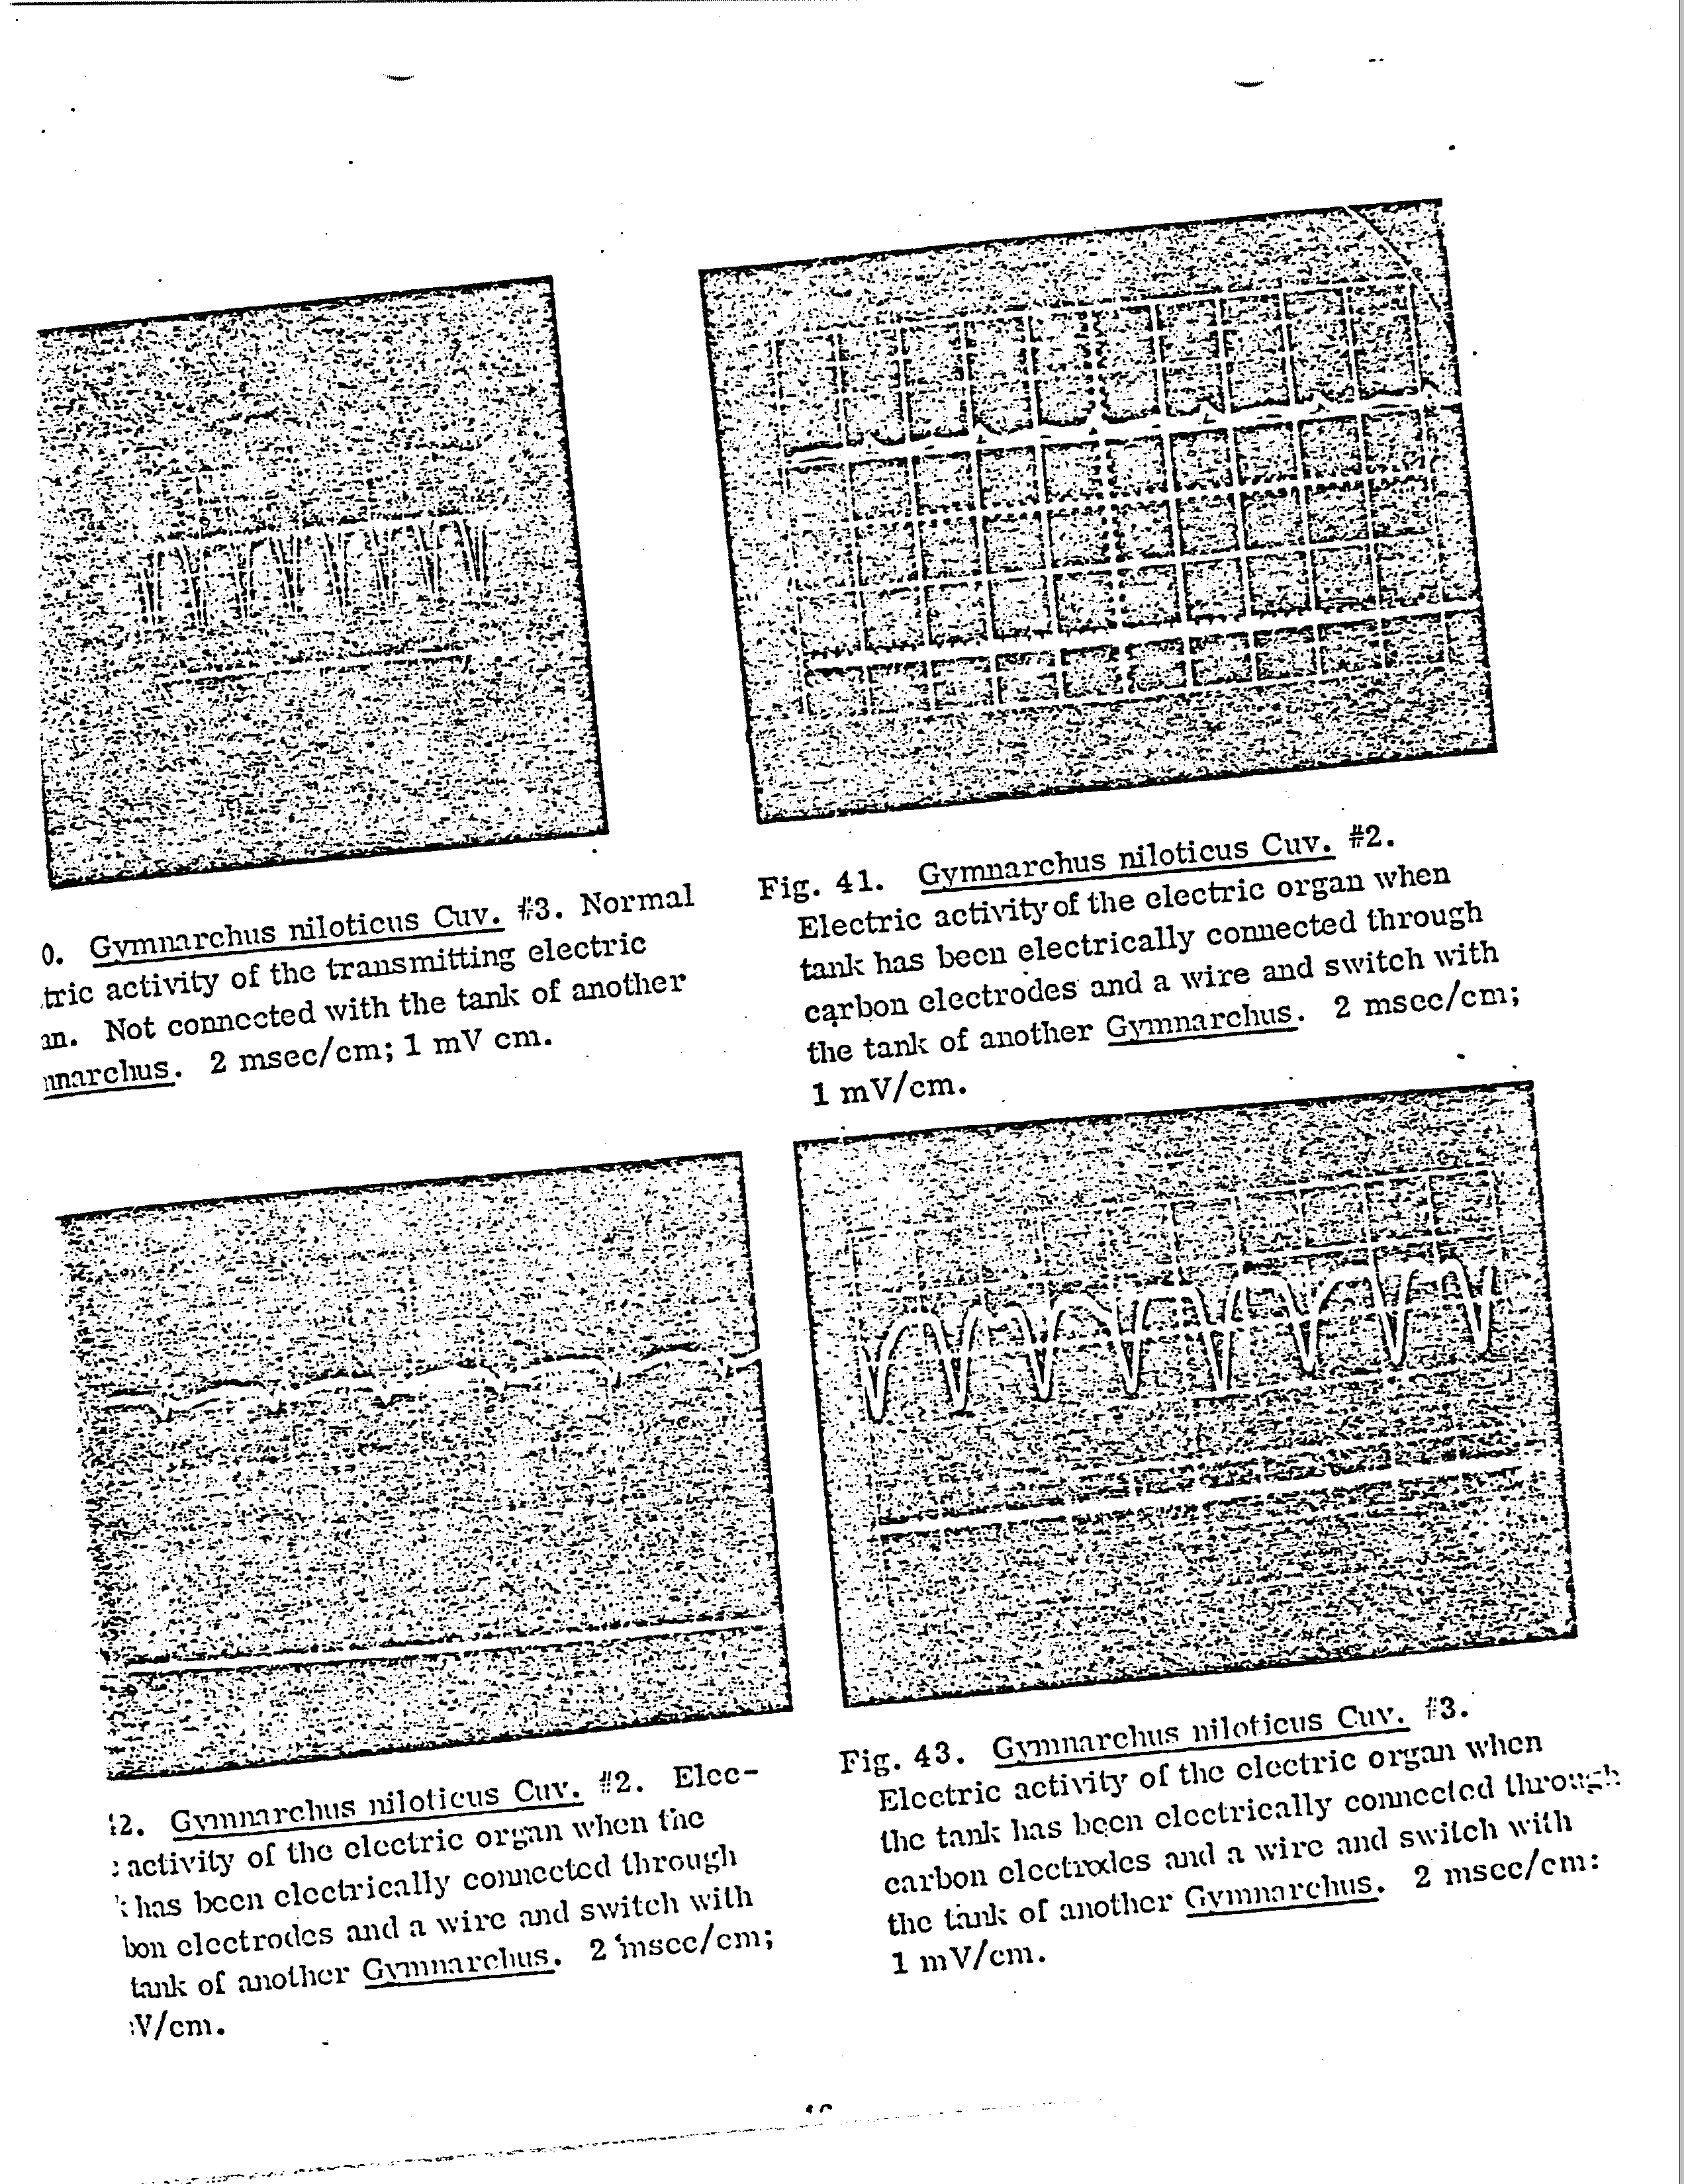 0. Gymnarchus niloticus Cuv. #3. Normal
tric activity of the transmitting electric
an. Not connected with the tank of another
nnarchus. 2 msec/cm; 1 mV cm.
Fig. 41. Gymnarchus niloticus Cuv. #2.
Electric activity of the electric organ when
tank has been electrically connected through
carbon electrodes and a wire and switch with
the tank of another Gymnarchus. 2 msec/cm;
1 mV/cm.
2. Gymnarchus niloticus Cuv. #2. Elec-
activity of the electric organ when the
has been electrically connected through
bon electrodes and a wire and switch with
tank of another Gymnarchus. 2 msec/cm;
V/cm.
Fig. 43. Gymnarchus niloticus Cuv. #3.
Electric activity of the electric organ when
the tank has been electrically connected through
carbon electrodes and a wire and switch with
the tank of another Gymnarchus. 2 msec/cm:
1 mV/cm.